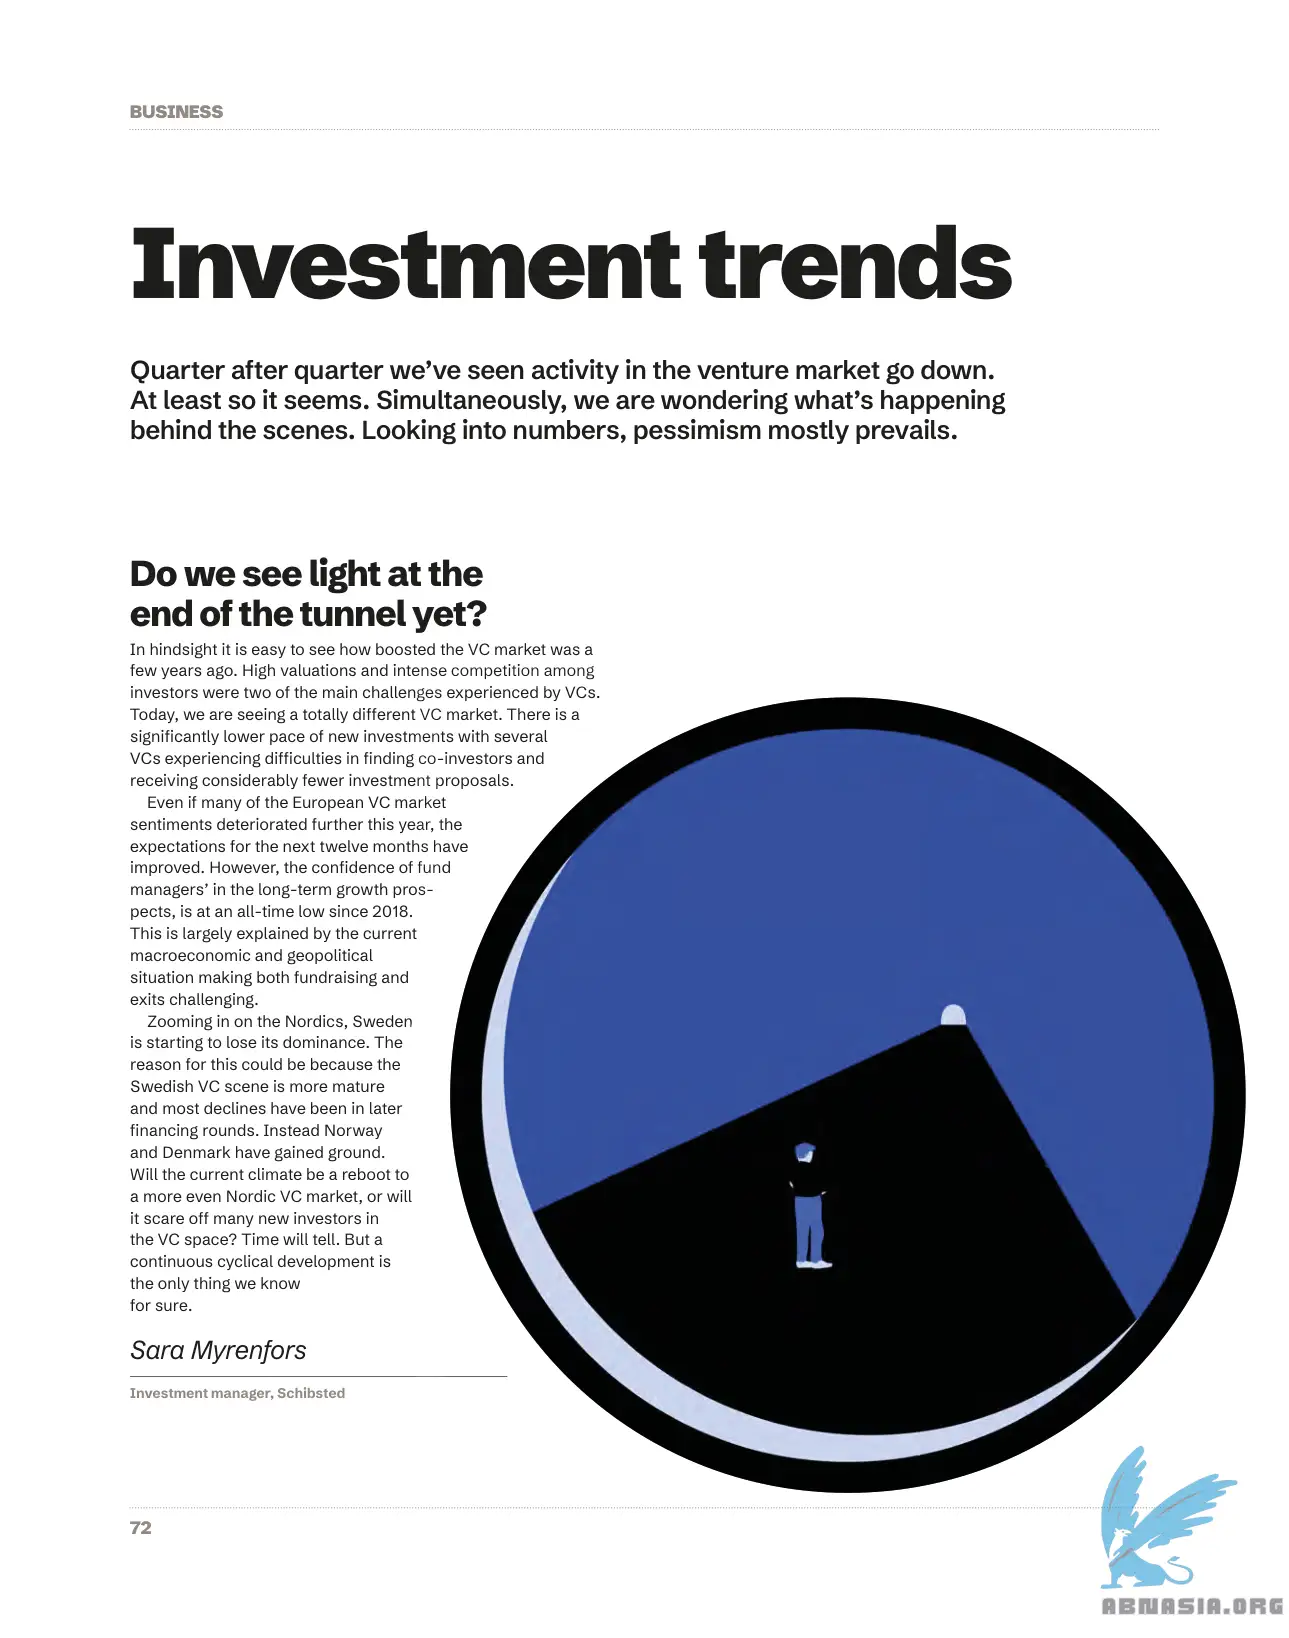 BUSINESS
Investment trends
Quarter after quarter we’ve seen activity in the venture market go down.
At least so it seems. Simultaneously, we are wondering what’s happening
behind the scenes. Looking into numbers, pessimism mostly prevails.
Do we see light at the
end of the tunnel yet?
In hindsight it is easy to see how boosted the VC market was a
few years ago. High valuations and intense competition among
investors were two of the main challenges experienced by VCs.
Today, we are seeing a totally different VC market. There is a
significantly lower pace of new investments with several
VCs experiencing difficulties in finding co-investors and
receiving considerably fewer investment proposals.
Even if many of the European VC market
sentiments deteriorated further this year, the
expectations for the next twelve months have
improved. However, the confidence of fund
managers’ in the long-term growth pros-
pects, is at an all-time low since 2018.
This is largely explained by the current
macroeconomic and geopolitical
situation making both fundraising and
exits challenging.
Zooming in on the Nordics, Sweden
is starting to lose its dominance. The
reason for this could be because the
Swedish VC scene is more mature
and most declines have been in later
financing rounds. Instead Norway
and Denmark have gained ground.
Will the current climate be a reboot to
a more even Nordic VC market, or will
it scare off many new investors in
the VC space? Time will tell. But a
continuous cyclical development is
the only thing we know
for sure.
Sara Myrenfors
Investment manager, Schibsted
72
ABNASIA.ORG